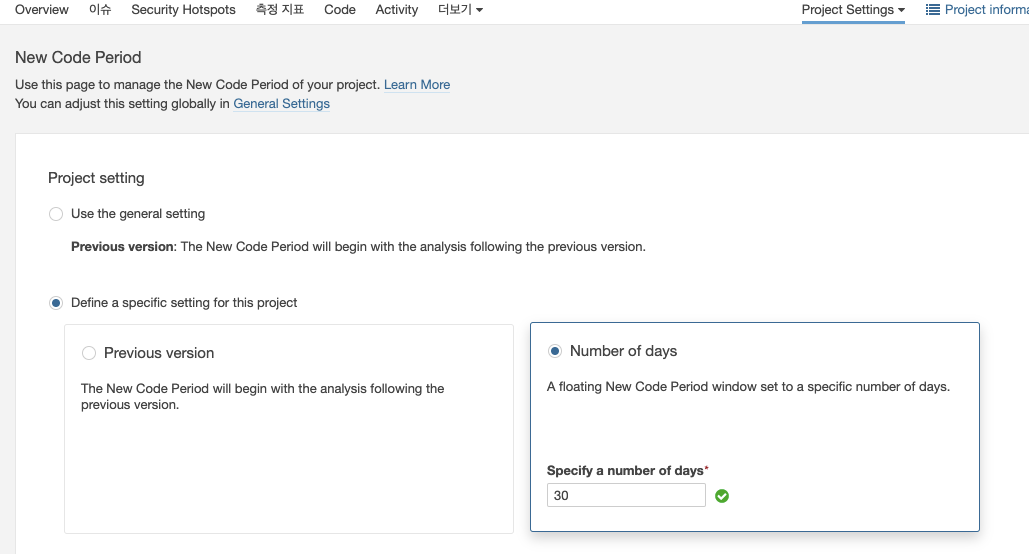 Overview 이슈 Security Hotspots 측정 지표 Code Activity 더보기 Project Settings Project informa
New Code Period
Use this page to manage the New Code Period of your project. Learn More
You can adjust this setting globally in General Settings
Project setting
Use the general setting
Previous version: The New Code Period will begin with the analysis following the previous version.
Define a specific setting for this project
Previous version
The New Code Period will begin with the analysis following the
previous version.
Number of days
A floating New Code Period window set to a specific number of days.
Specify a number of days*
30